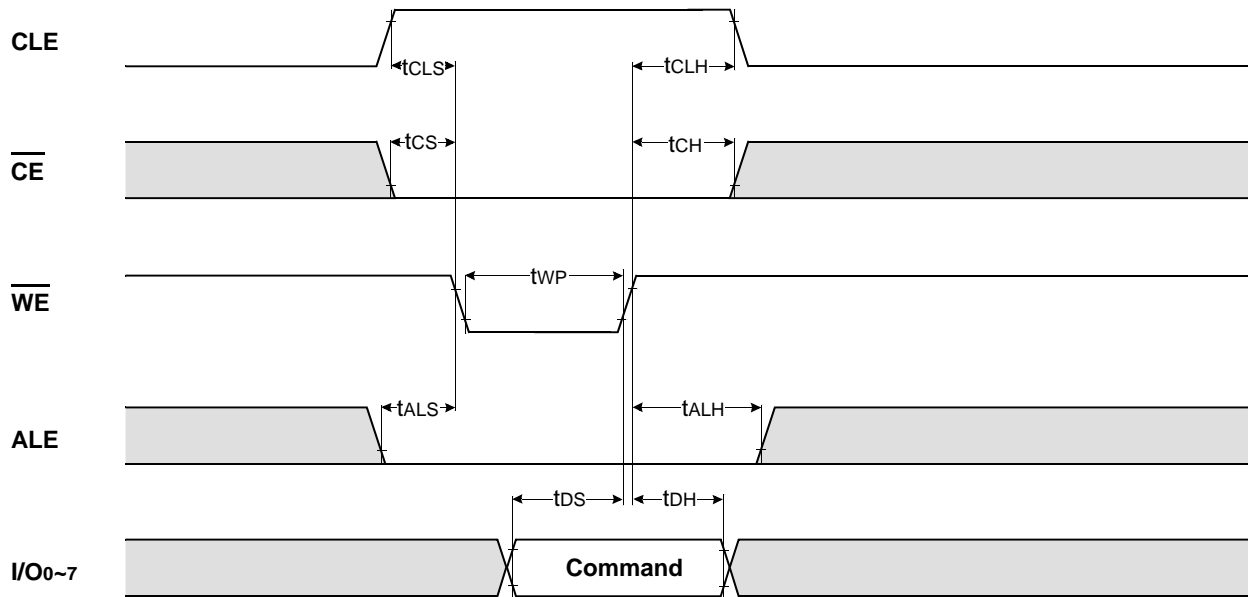 CLE
tCLS
tCLH
CE
tCS
tCH
WE
tWP
ALE
tALS
tALH
tDS
tDH
I/O0~7
Command